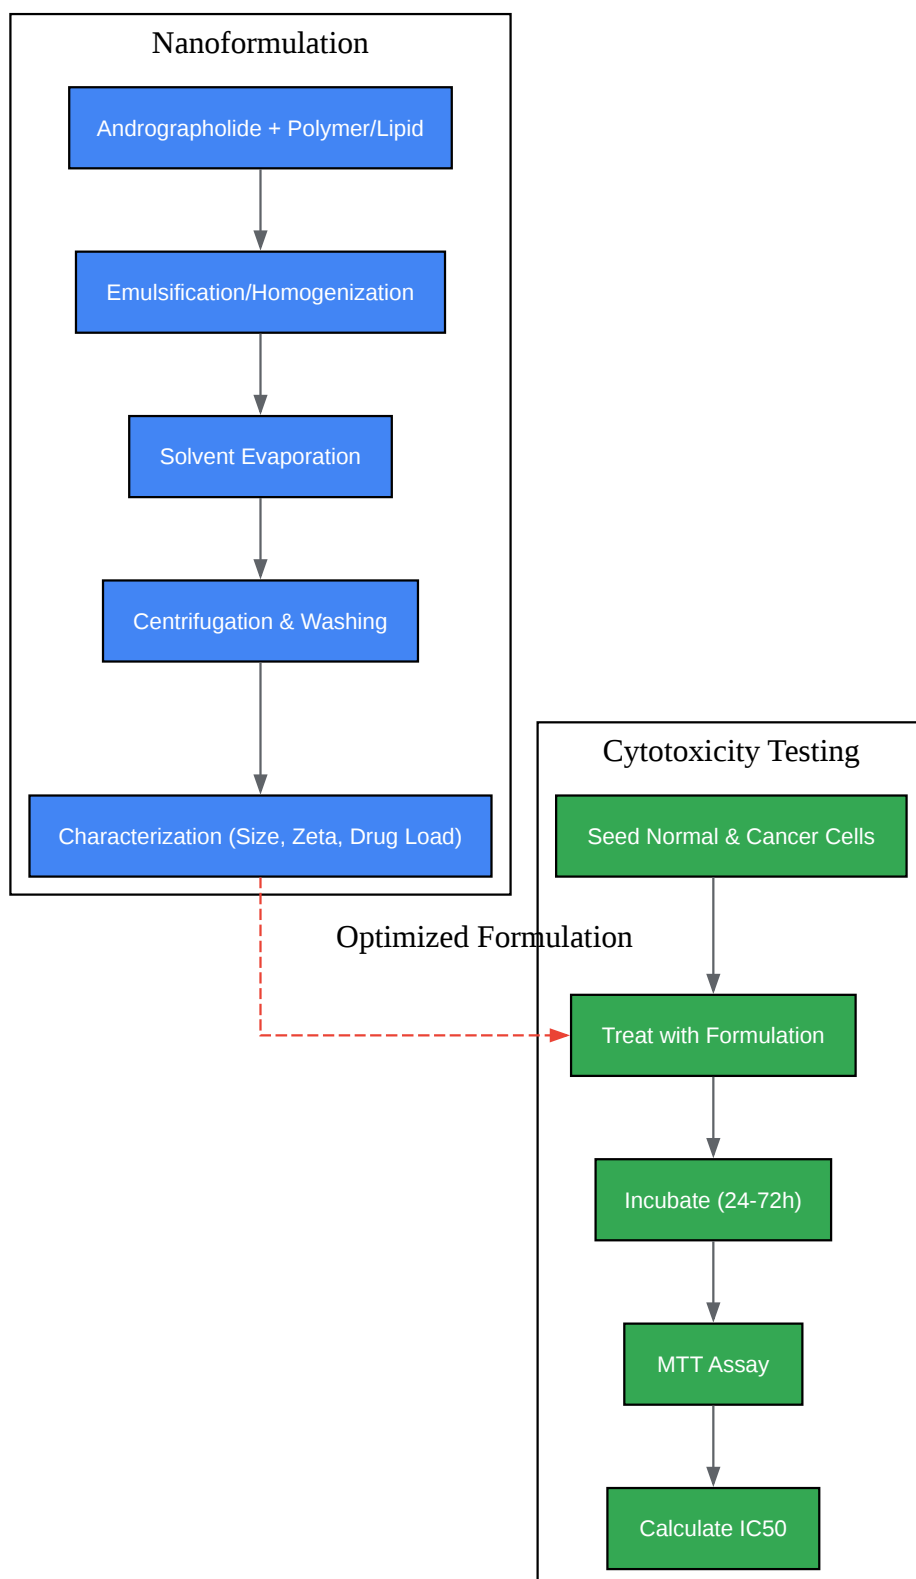 Nanoformulation
Andrographolide + Polymer/Lipid
Emulsification/Homogenization
Solvent Evaporation
Centrifugation & Washing
Characterization (Size, Zeta, Drug Load)
Optimized Formulation
Cytotoxicity Testing
Seed Normal & Cancer Cells
Treat with Formulation
Incubate (24-72h)
MTT Assay
Calculate IC50